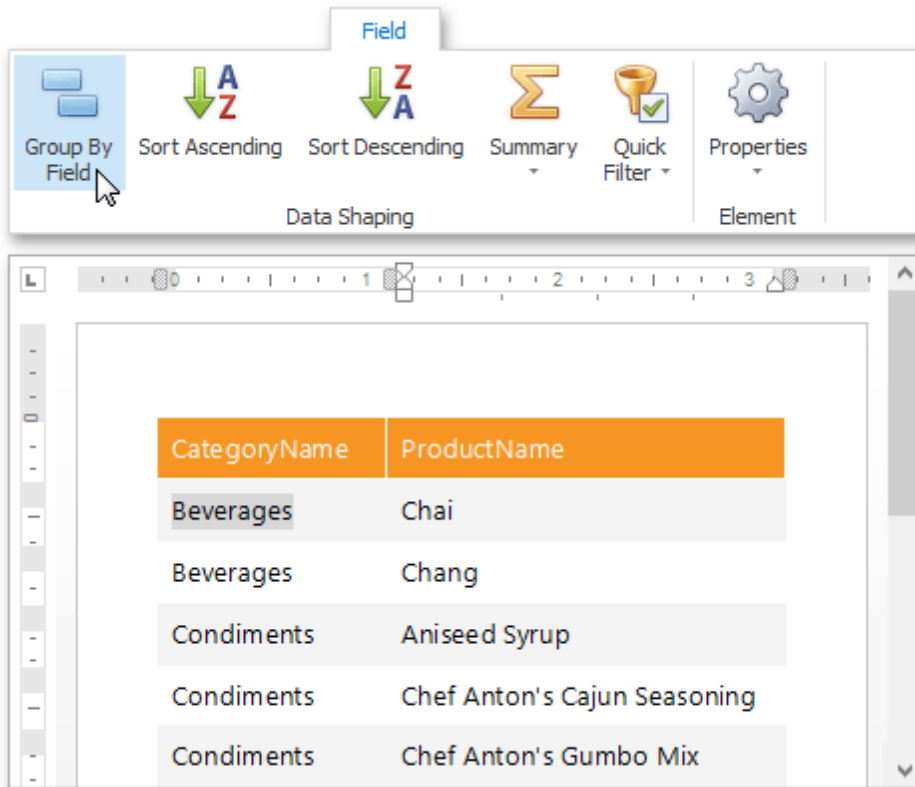 Field
A Z
Z A
Group By Field
Sort Ascending
Sort Descending
Summary
Quick Filter
Properties
Data Shaping
Element
L
0 1 2 3
0
CategoryName ProductName
Beverages Chai
Beverages Chang
Condiments Aniseed Syrup
Condiments Chef Anton's Cajun Seasoning
Condiments Chef Anton's Gumbo Mix